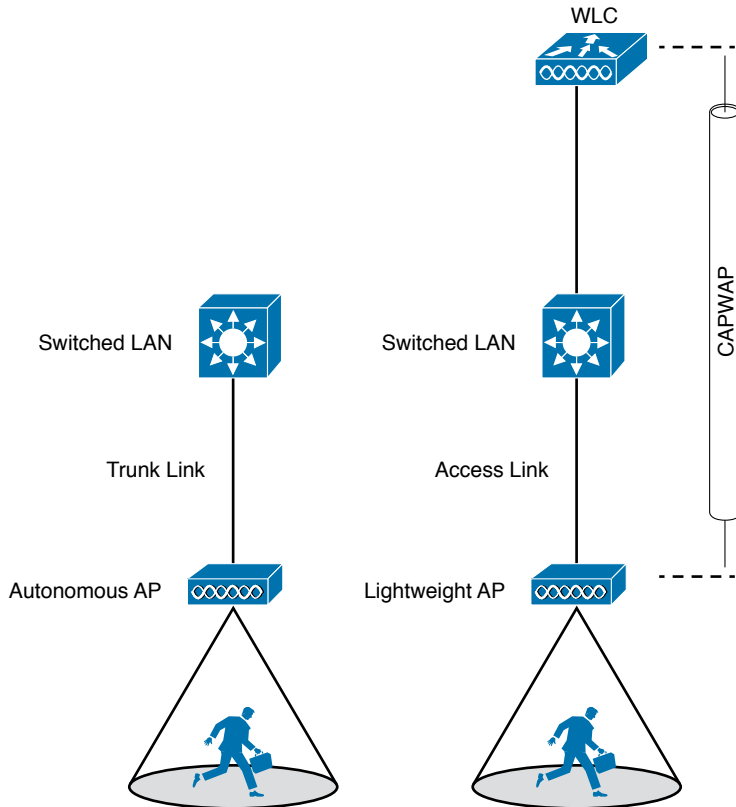 WLC
Switched LAN
Switched LAN
CAPWAP
Trunk Link
Access Link
Autonomous AP
Lightweight AP